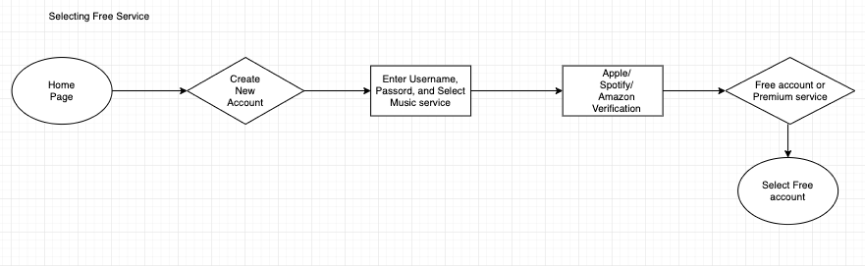 Selecting Free Service
Home
Page
Create
New
Account
Enter Username,
Passord, and Select
Music service
Apple/
Spotify/
Amazon
Verification
Free account or
Premium service
Select Free
account